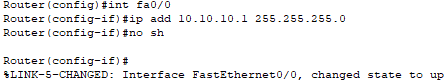 Router(config)#int fa0/0
Router(config-if)#ip add 10.10.10.1 255.255.255.0
Router(config-if)#no sh
Router(config-if)#
%LINK-5-CHANGED: Interface FastEthernet0/0, changed state to up